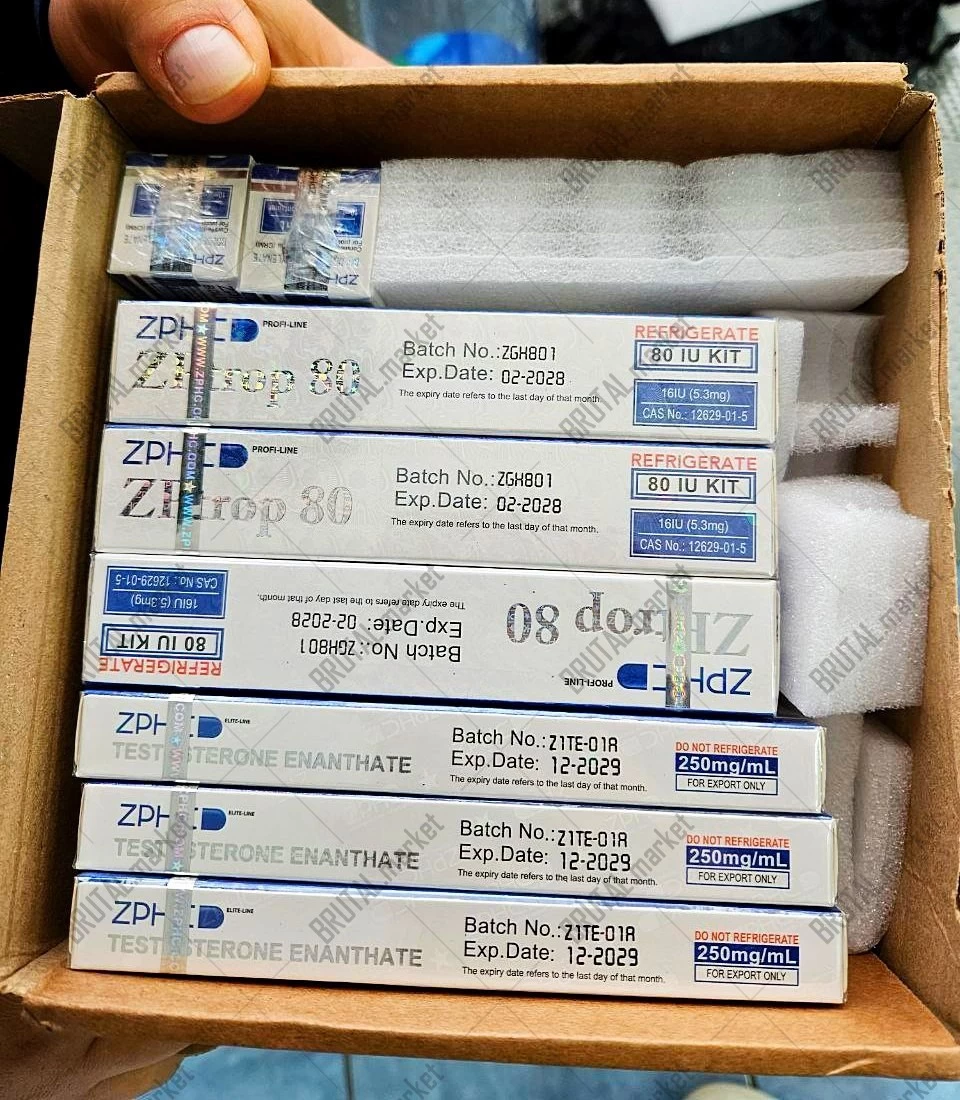 ZPHC PROFI-LINE
ZPtrop 80
Batch No.:ZGH801
Exp.Date: 02-2028
The expiry date refers to the last day of that month.
REFRIGERATE
80 IU KIT
16IU (5.3mg)
CAS No.: 12629-01-5
ZPHC PROFI-LINE
ZPtrop 80
Batch No.:ZGH801
Exp.Date: 02-2028
The expiry date refers to the last day of that month.
REFRIGERATE
80 IU KIT
16IU (5.3mg)
CAS No.: 12629-01-5
ZPHC PROFI-LINE
ZPtrop 80
Batch No.:ZGH801
Exp.Date: 02-2028
The expiry date refers to the last day of that month.
REFRIGERATE
80 IU KIT
16IU (5.3mg)
CAS No.: 12629-01-5
ZPHC ELITE-LINE
TESTOSTERONE ENANTHATE
Batch No.:Z1TE-01A
Exp.Date: 12-2029
The expiry date refers to the last day of that month.
DO NOT REFRIGERATE
250mg/mL
FOR EXPORT ONLY
ZPHC ELITE-LINE
TESTOSTERONE ENANTHATE
Batch No.:Z1TE-01A
Exp.Date: 12-2029
The expiry date refers to the last day of that month.
DO NOT REFRIGERATE
250mg/mL
FOR EXPORT ONLY
ZPHC ELITE-LINE
TESTOSTERONE ENANTHATE
Batch No.:Z1TE-01A
Exp.Date: 12-2029
The expiry date refers to the last day of that month.
DO NOT REFRIGERATE
250mg/mL
FOR EXPORT ONLY
BRUTAL.market